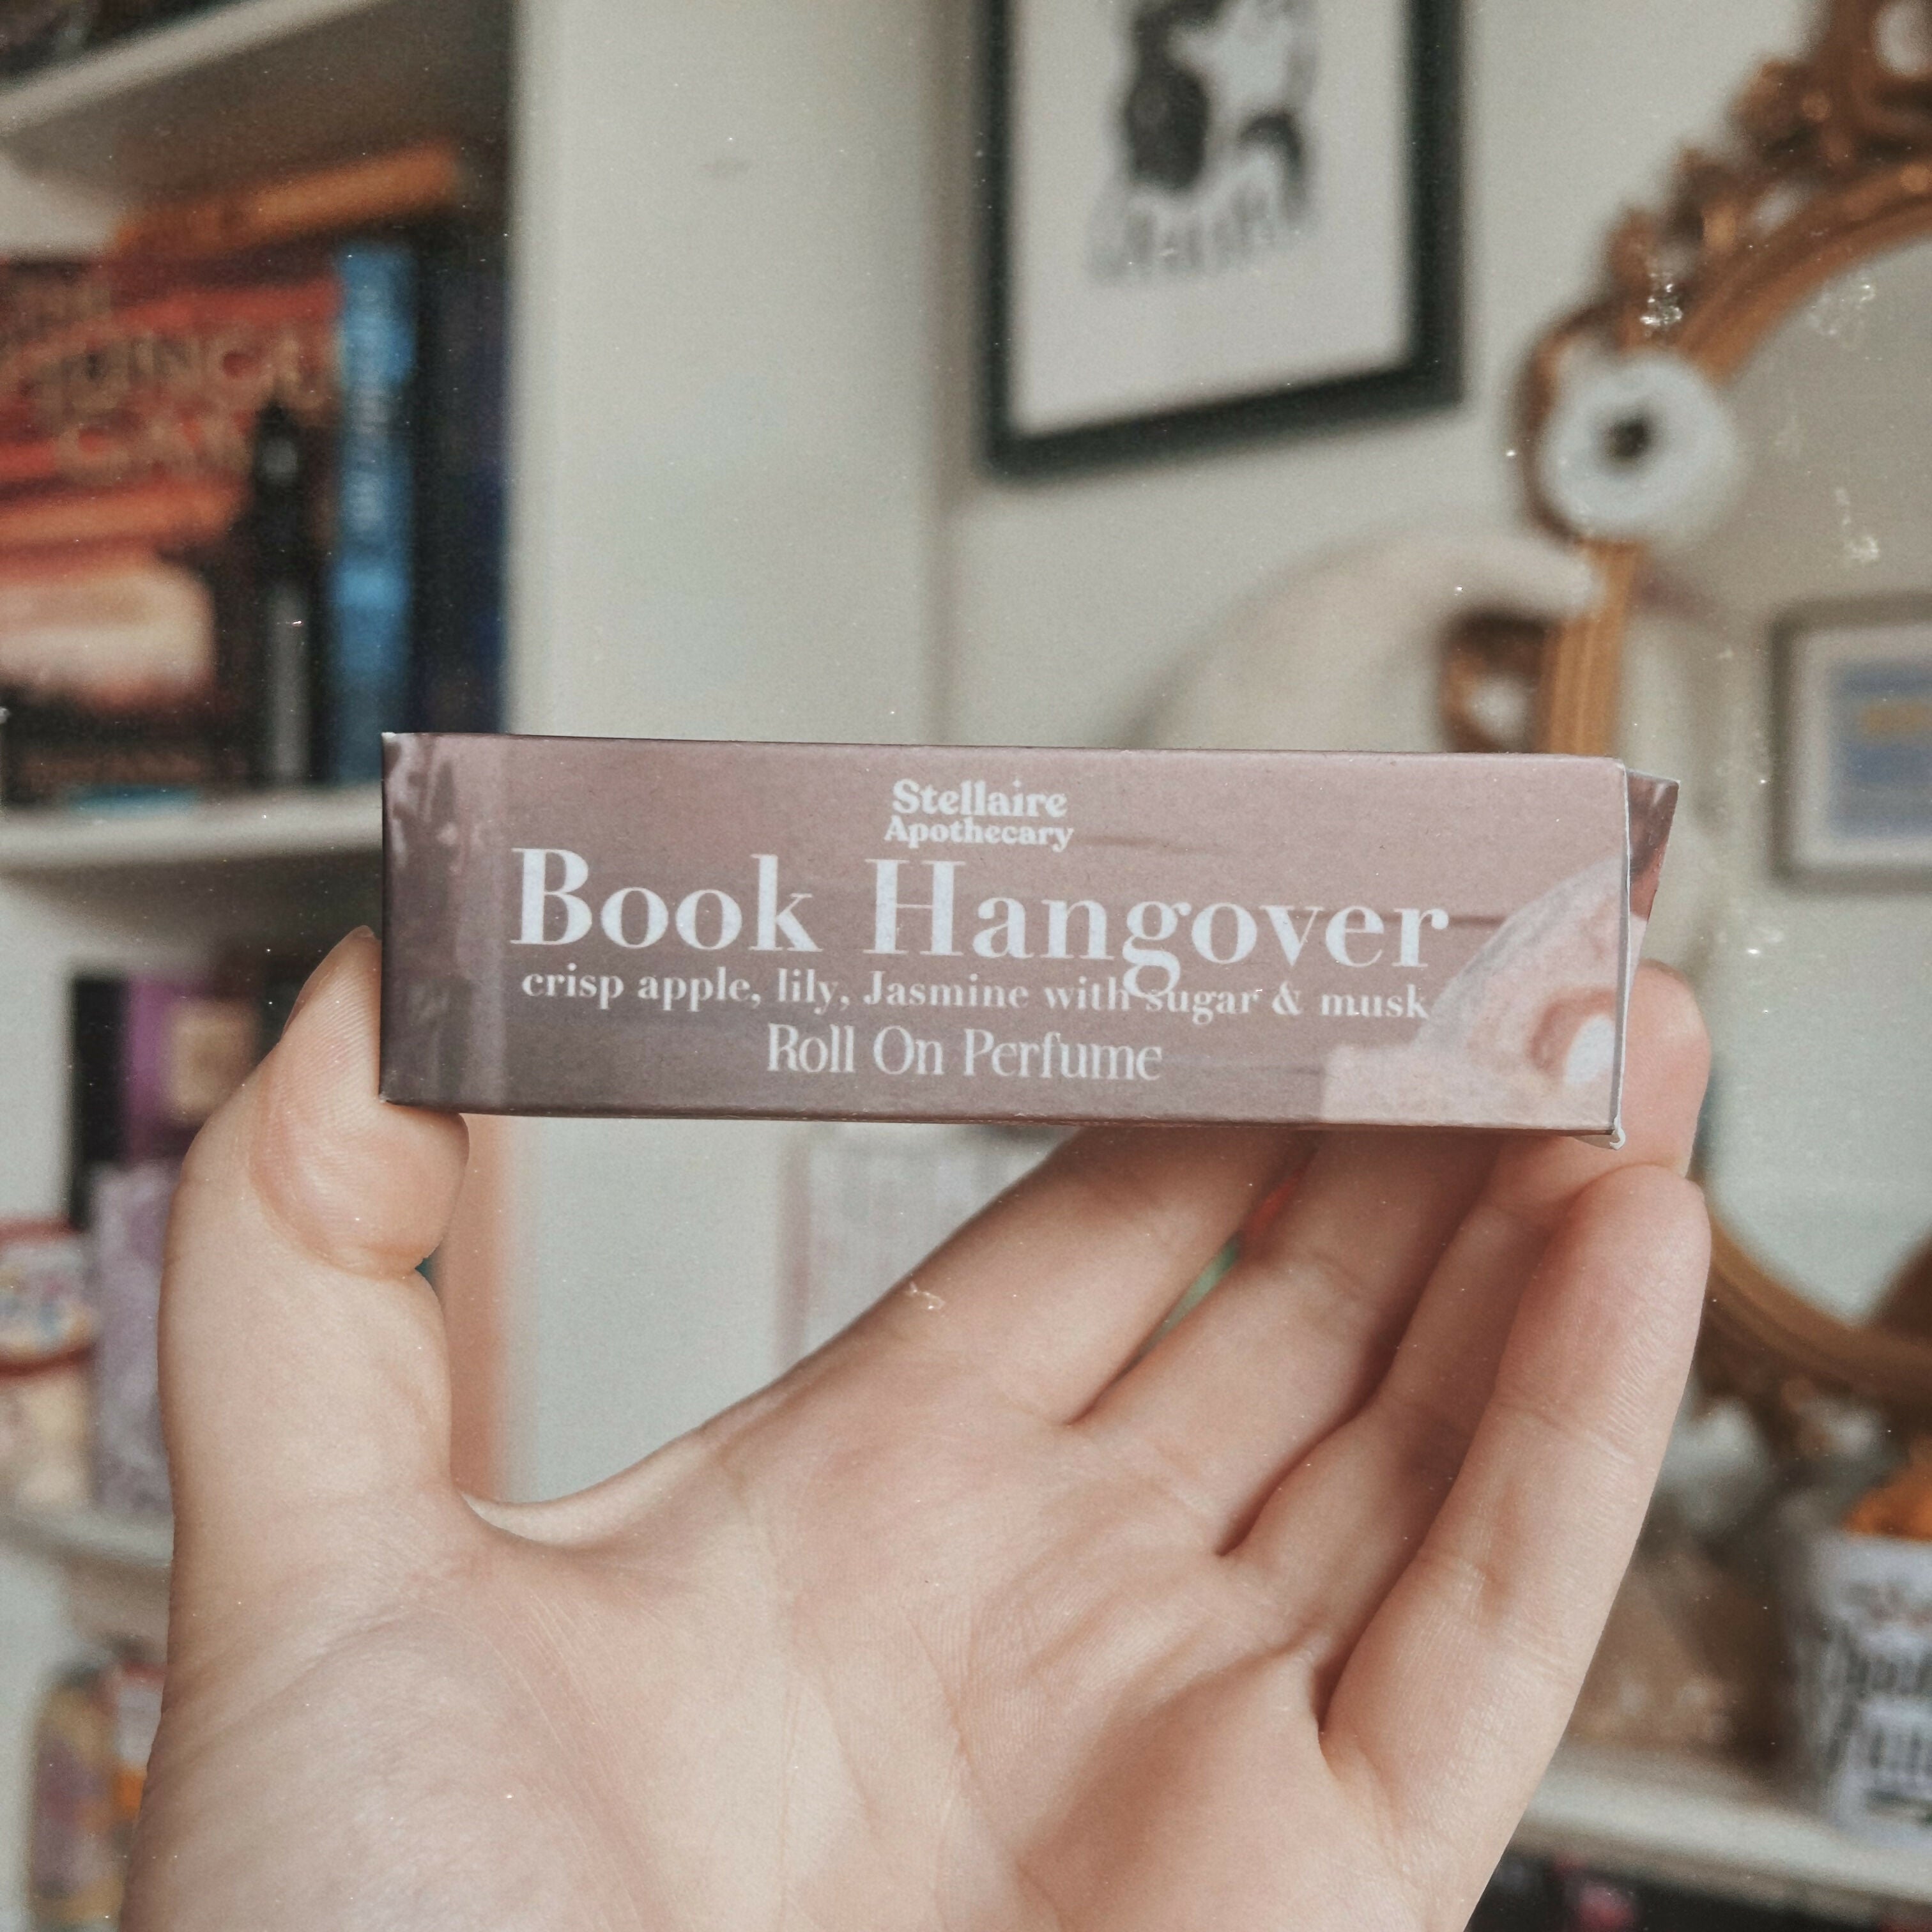 Stellaire
Apothecary
Book Hangover
crisp apple, lily, Jasmine with sugar & musk
Roll On Perfume